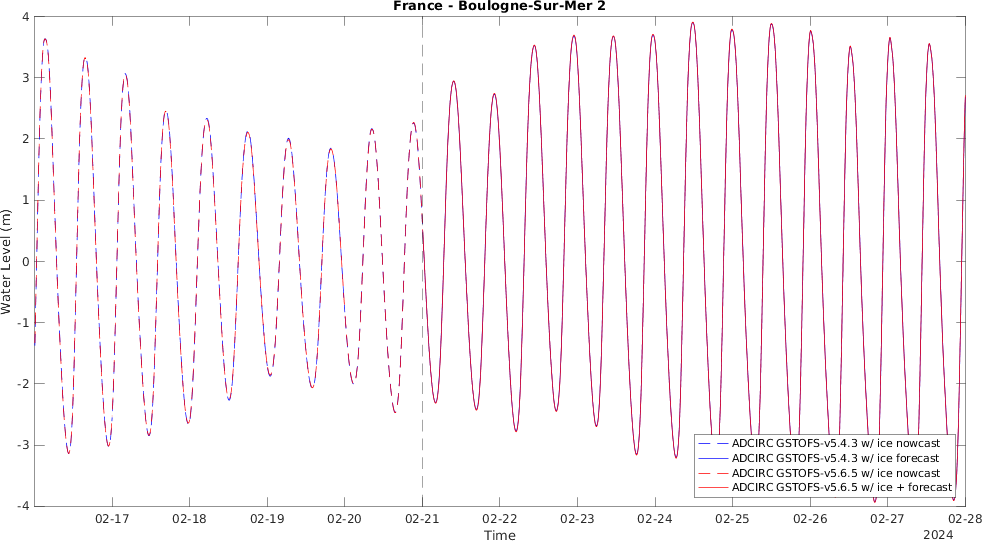 France - Boulogne-Sur-Mer 2
Water Level (m)
4
3
2
1
0
-1
-2
-3
-4
ADCIRC GSTOFS-v5.4.3 w/ ice nowcast
ADCIRC GSTOFS-v5.4.3 w/ ice forecast
ADCIRC GSTOFS-v5.6.5 w/ ice nowcast
ADCIRC GSTOFS-v5.6.5 w/ ice + forecast
02-17 02-18 02-19 02-20 02-21 02-22 02-23 02-24 02-25 02-26 02-27 02-28
Time
2024